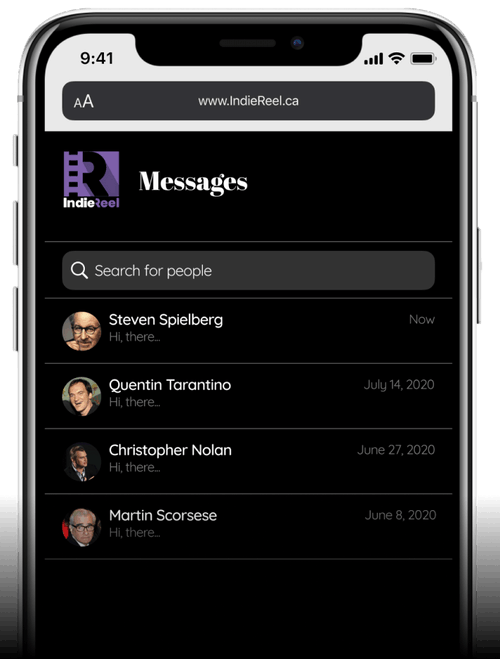 9:41
AA
www.IndieReel.ca
IndieReel
Messages
Search for people
Steven Spielberg
Now
Hi, there...
Quentin Tarantino
July 14, 2020
Hi, there...
Christopher Nolan
June 27, 2020
Hi, there...
Martin Scorsese
June 8, 2020
Hi, there...